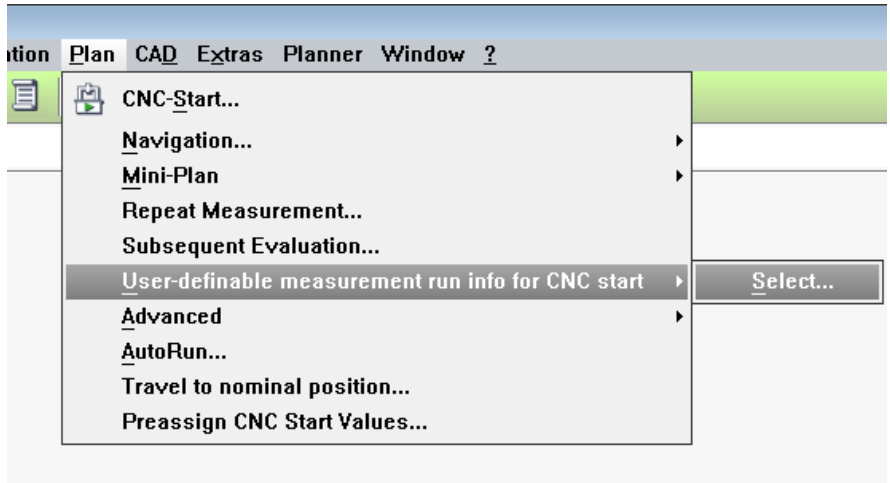 Plan CAD Extras Planner Window ?
CNC-Start...
Navigation...
Mini-Plan
Repeat Measurement...
Subsequent Evaluation...
User-definable measurement run info for CNC start Select...
Advanced
AutoRun...
Travel to nominal position...
Preassign CNC Start Values...